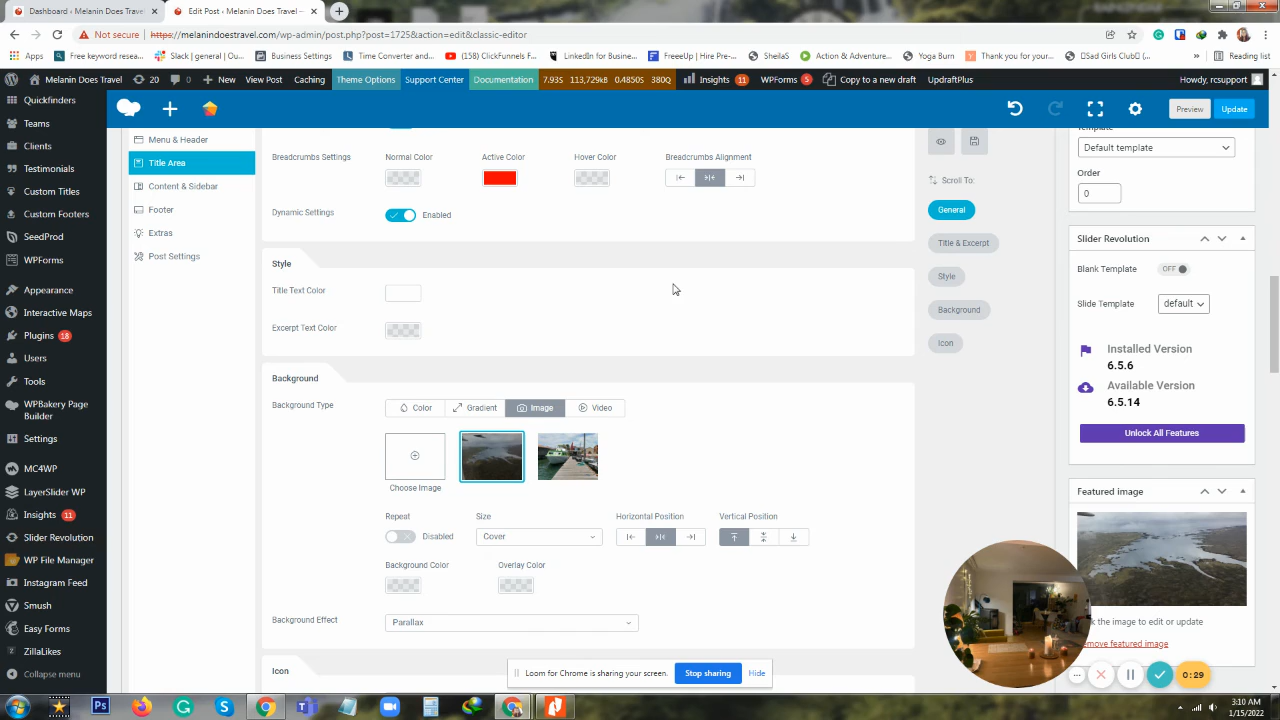 Dashboard ‹ Melanin Does Travel
Edit Post ‹ Melanin Does Travel —
Not secure
https://melanindoestravel.com/wp-admin/post.php?post=1725&action=edit&classic-editor
Apps
Free keyword resea...
Slack | general | So...
Time Converter and...
(158) ClickFunnels F...
LinkedIn for Busine...
FreeeUp | Hire Pre-...
SheilaS
Action & Adventure...
Yoga Burn
Thank you for your...
Sad Girls Club
»
Reading list
Melanin Does Travel
20
0
New
View Post
Caching
Theme Options
Support Center
Documentation
7.93S
113,729kB
0.4850S
380Q
Insights
11
WPForms
5
Copy to a new draft
UpdraftPlus
Howdy, rcsupport
Quickfinders
Teams
Clients
Testimonials
Custom Titles
Custom Footers
SeedProd
WPForms
Appearance
Interactive Maps
Plugins 18
Users
Tools
WPBakery Page
Builder
Settings
MC4WP
LayerSlider WP
Insights 11
Slider Revolution
WP File Manager
Instagram Feed
Smush
Easy Forms
ZillaLikes
Collapse menu
Preview
Update
Menu & Header
Title Area
Content & Sidebar
Footer
Extras
Post Settings
Breadcrumbs Settings
Normal Color
Active Color
Hover Color
Breadcrumbs Alignment
Dynamic Settings
Enabled
Style
Title Text Color
Excerpt Text Color
Background
Background Type
Color
Gradient
Image
Video
Choose Image
Repeat
Size
Horizontal Position
Vertical Position
Disabled
Cover
Background Color
Overlay Color
Background Effect
Parallax
Icon
Scroll To:
General
Title & Excerpt
Style
Background
Icon
Template
Default template
Order
0
Slider Revolution
Blank Template
OFF
Slide Template
default
Installed Version
6.5.6
Available Version
6.5.14
Unlock All Features
Featured image
k the image to edit or update
emove featured image
Loom for Chrome is sharing your screen.
Stop sharing
Hide
0:29
3:10 AM
1/15/2022